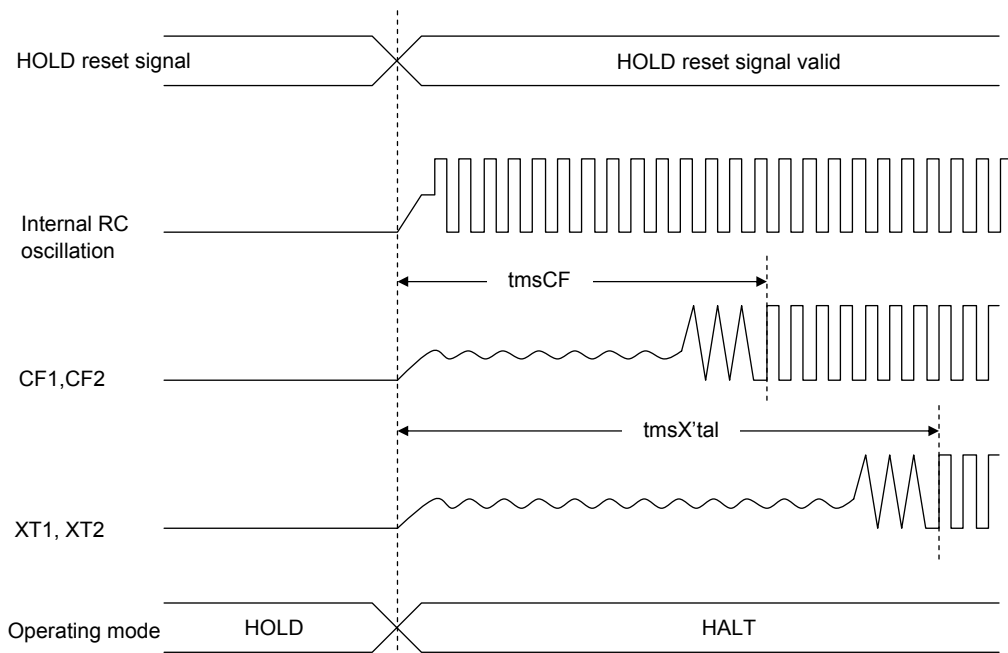 HOLD reset signal
HOLD reset signal valid
Internal RC
oscillation
tmsCF
CF1,CF2
tmsX'tal
XT1, XT2
Operating mode
HOLD
HALT